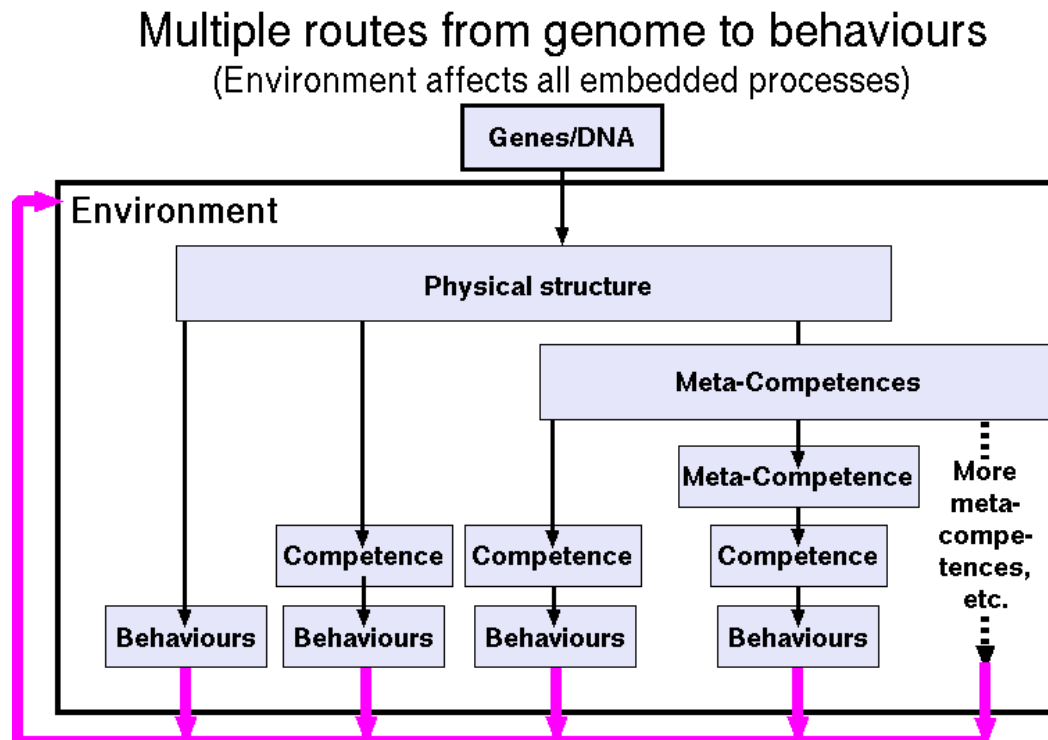 Multiple routes from genome to behaviours
(Environment affects all embedded processes)
Genes/DNA
Environment
Physical structure
Meta-Competences
Meta-Competence
More
meta-
compe-
tences,
etc.
Competence
Competence
Competence
Behaviours
Behaviours
Behaviours
Behaviours